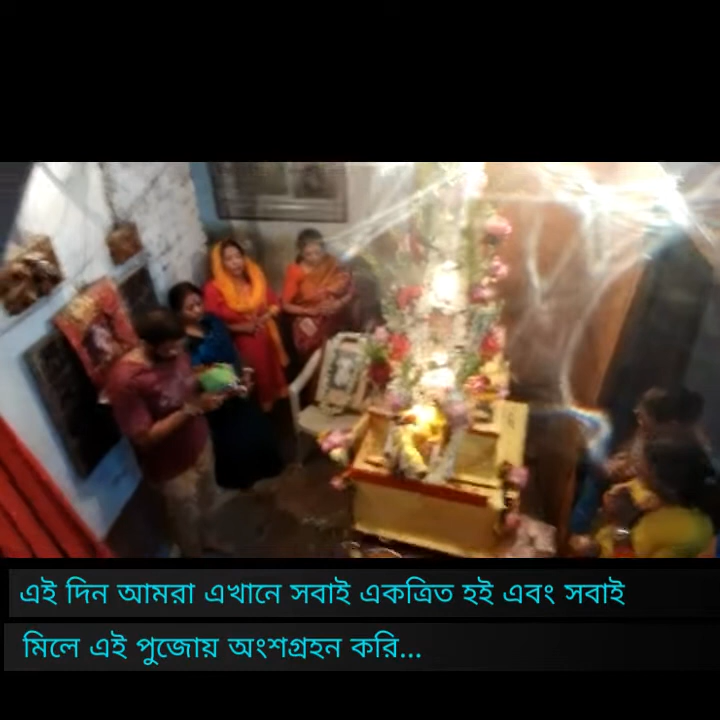 এই দিন আমরা এখানে সবাই একত্রিত হই এবং সবাই
মিলে এই পুজোয় অংশগ্রহন করি...